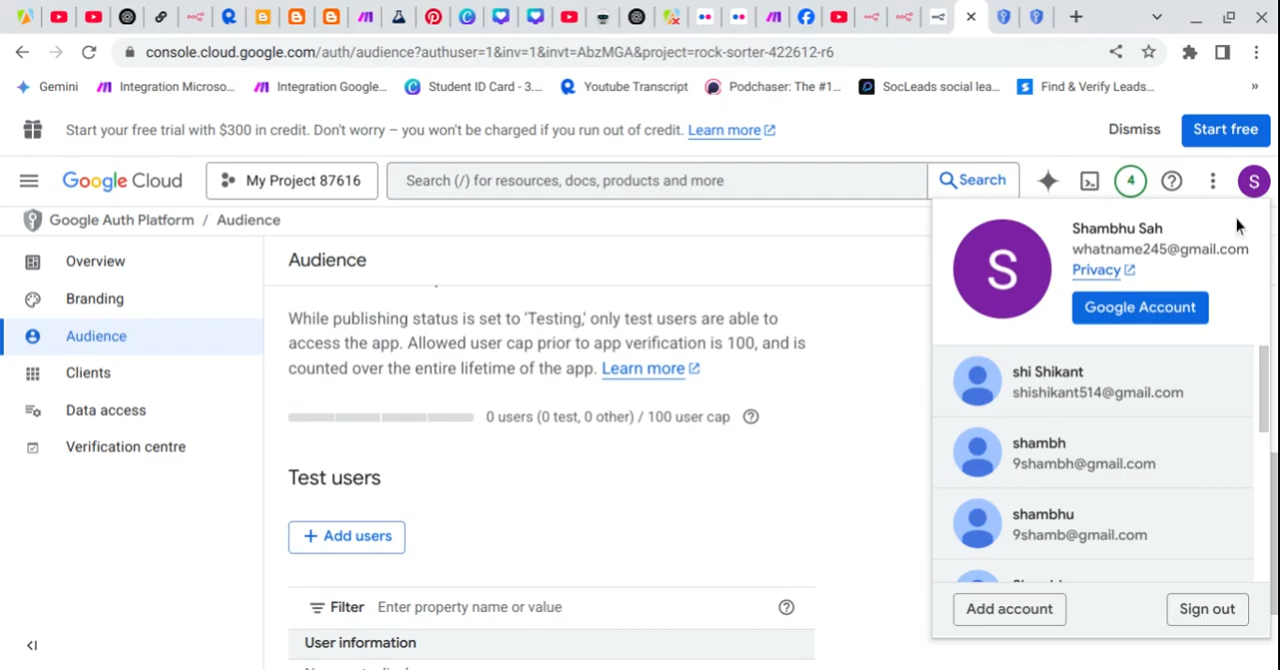 console.cloud.google.com/auth/audience?authuser=1&inv=1&invt=AbzMGA&project=rock-sorter-422612-r6
Gemini
Integration Microso...
Integration Google...
Student ID Card - 3....
Youtube Transcript
Podchaser: The #1...
SocLeads social lea...
Find & Verify Leads...
»
Start your free trial with $300 in credit. Don't worry – you won't be charged if you run out of credit. Learn more
Dismiss
Start free
Google Cloud
My Project 87616
Search (/) for resources, docs, products and more
Search
4
S
Google Auth Platform / Audience
Overview
Branding
Audience
Clients
Data access
Verification centre
Audience
While publishing status is set to 'Testing,' only test users are able to
access the app. Allowed user cap prior to app verification is 100, and is
counted over the entire lifetime of the app. Learn more
0 users (0 test, 0 other) / 100 user cap
Test users
+ Add users
Filter Enter property name or value
User information
S
Shambhu Sah
whatname245@gmail.com
Privacy
Google Account
shi Shikant
shishikant514@gmail.com
shambh
9shambh@gmail.com
shambhu
9shamb@gmail.com
Add account
Sign out